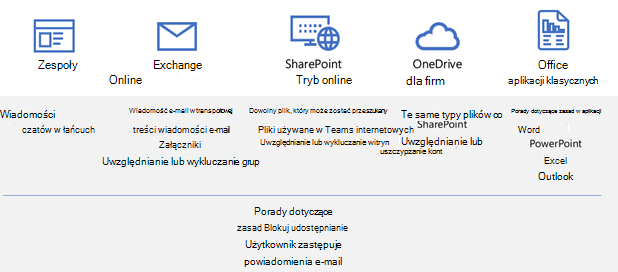 Zespoły
Exchange
Online
SharePoint
Tryb online
OneDrive
dla firm
Office
aplikacji klasycznych
Wiadomości
czatów w łańcuch
Wiadomość e-mail w transportowej
treści wiadomości e-mail
Załączniki
Uwzględnianie lub wykluczanie grup
Dowolny plik, który może zostać przeszukany
Pliki używane w Teams internetowych
Uwzględnianie lub wykluczanie witryn
Te same typy plików co
SharePoint
Uwzględnianie lub
uszczypzanie kont
Porady dotyczące zasad w aplikacji
Word
PowerPoint
Excel
Outlook
Porady dotyczące
zasad Blokuj udostępnianie
Użytkownik zastępuje
powiadomienia e-mail